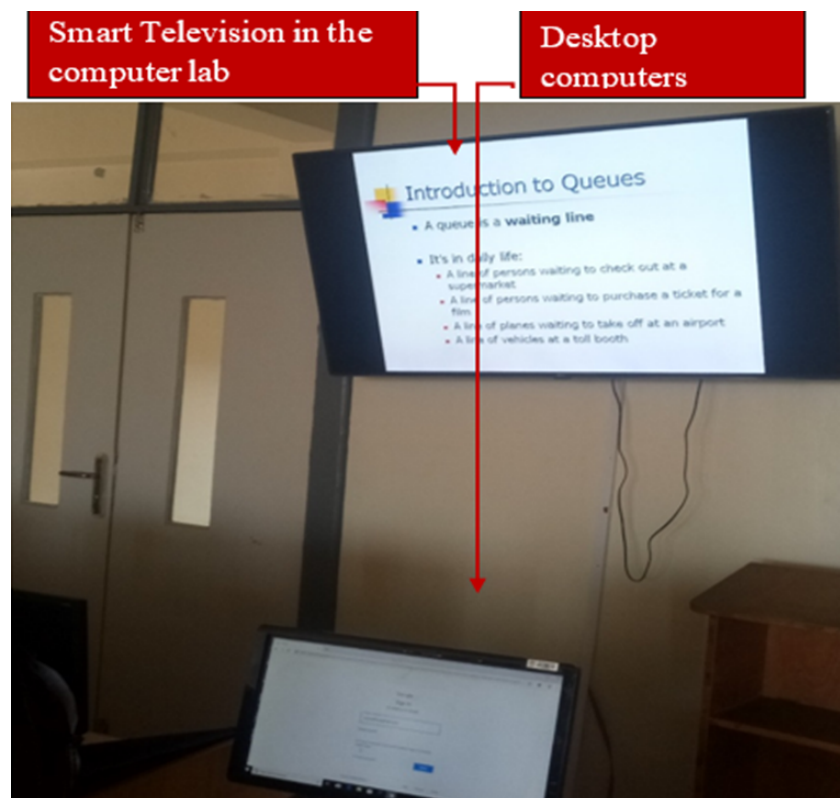 Smart Television in the
computer lab
Desktop
computers
Introduction to Queues
A queue is a waiting line
It's in daily life:
A line of persons waiting to check out at a
supermarket
A line of persons waiting to purchase a ticket for a
film
A line of planes waiting to take off at an airport
A line of vehicles at a toll booth